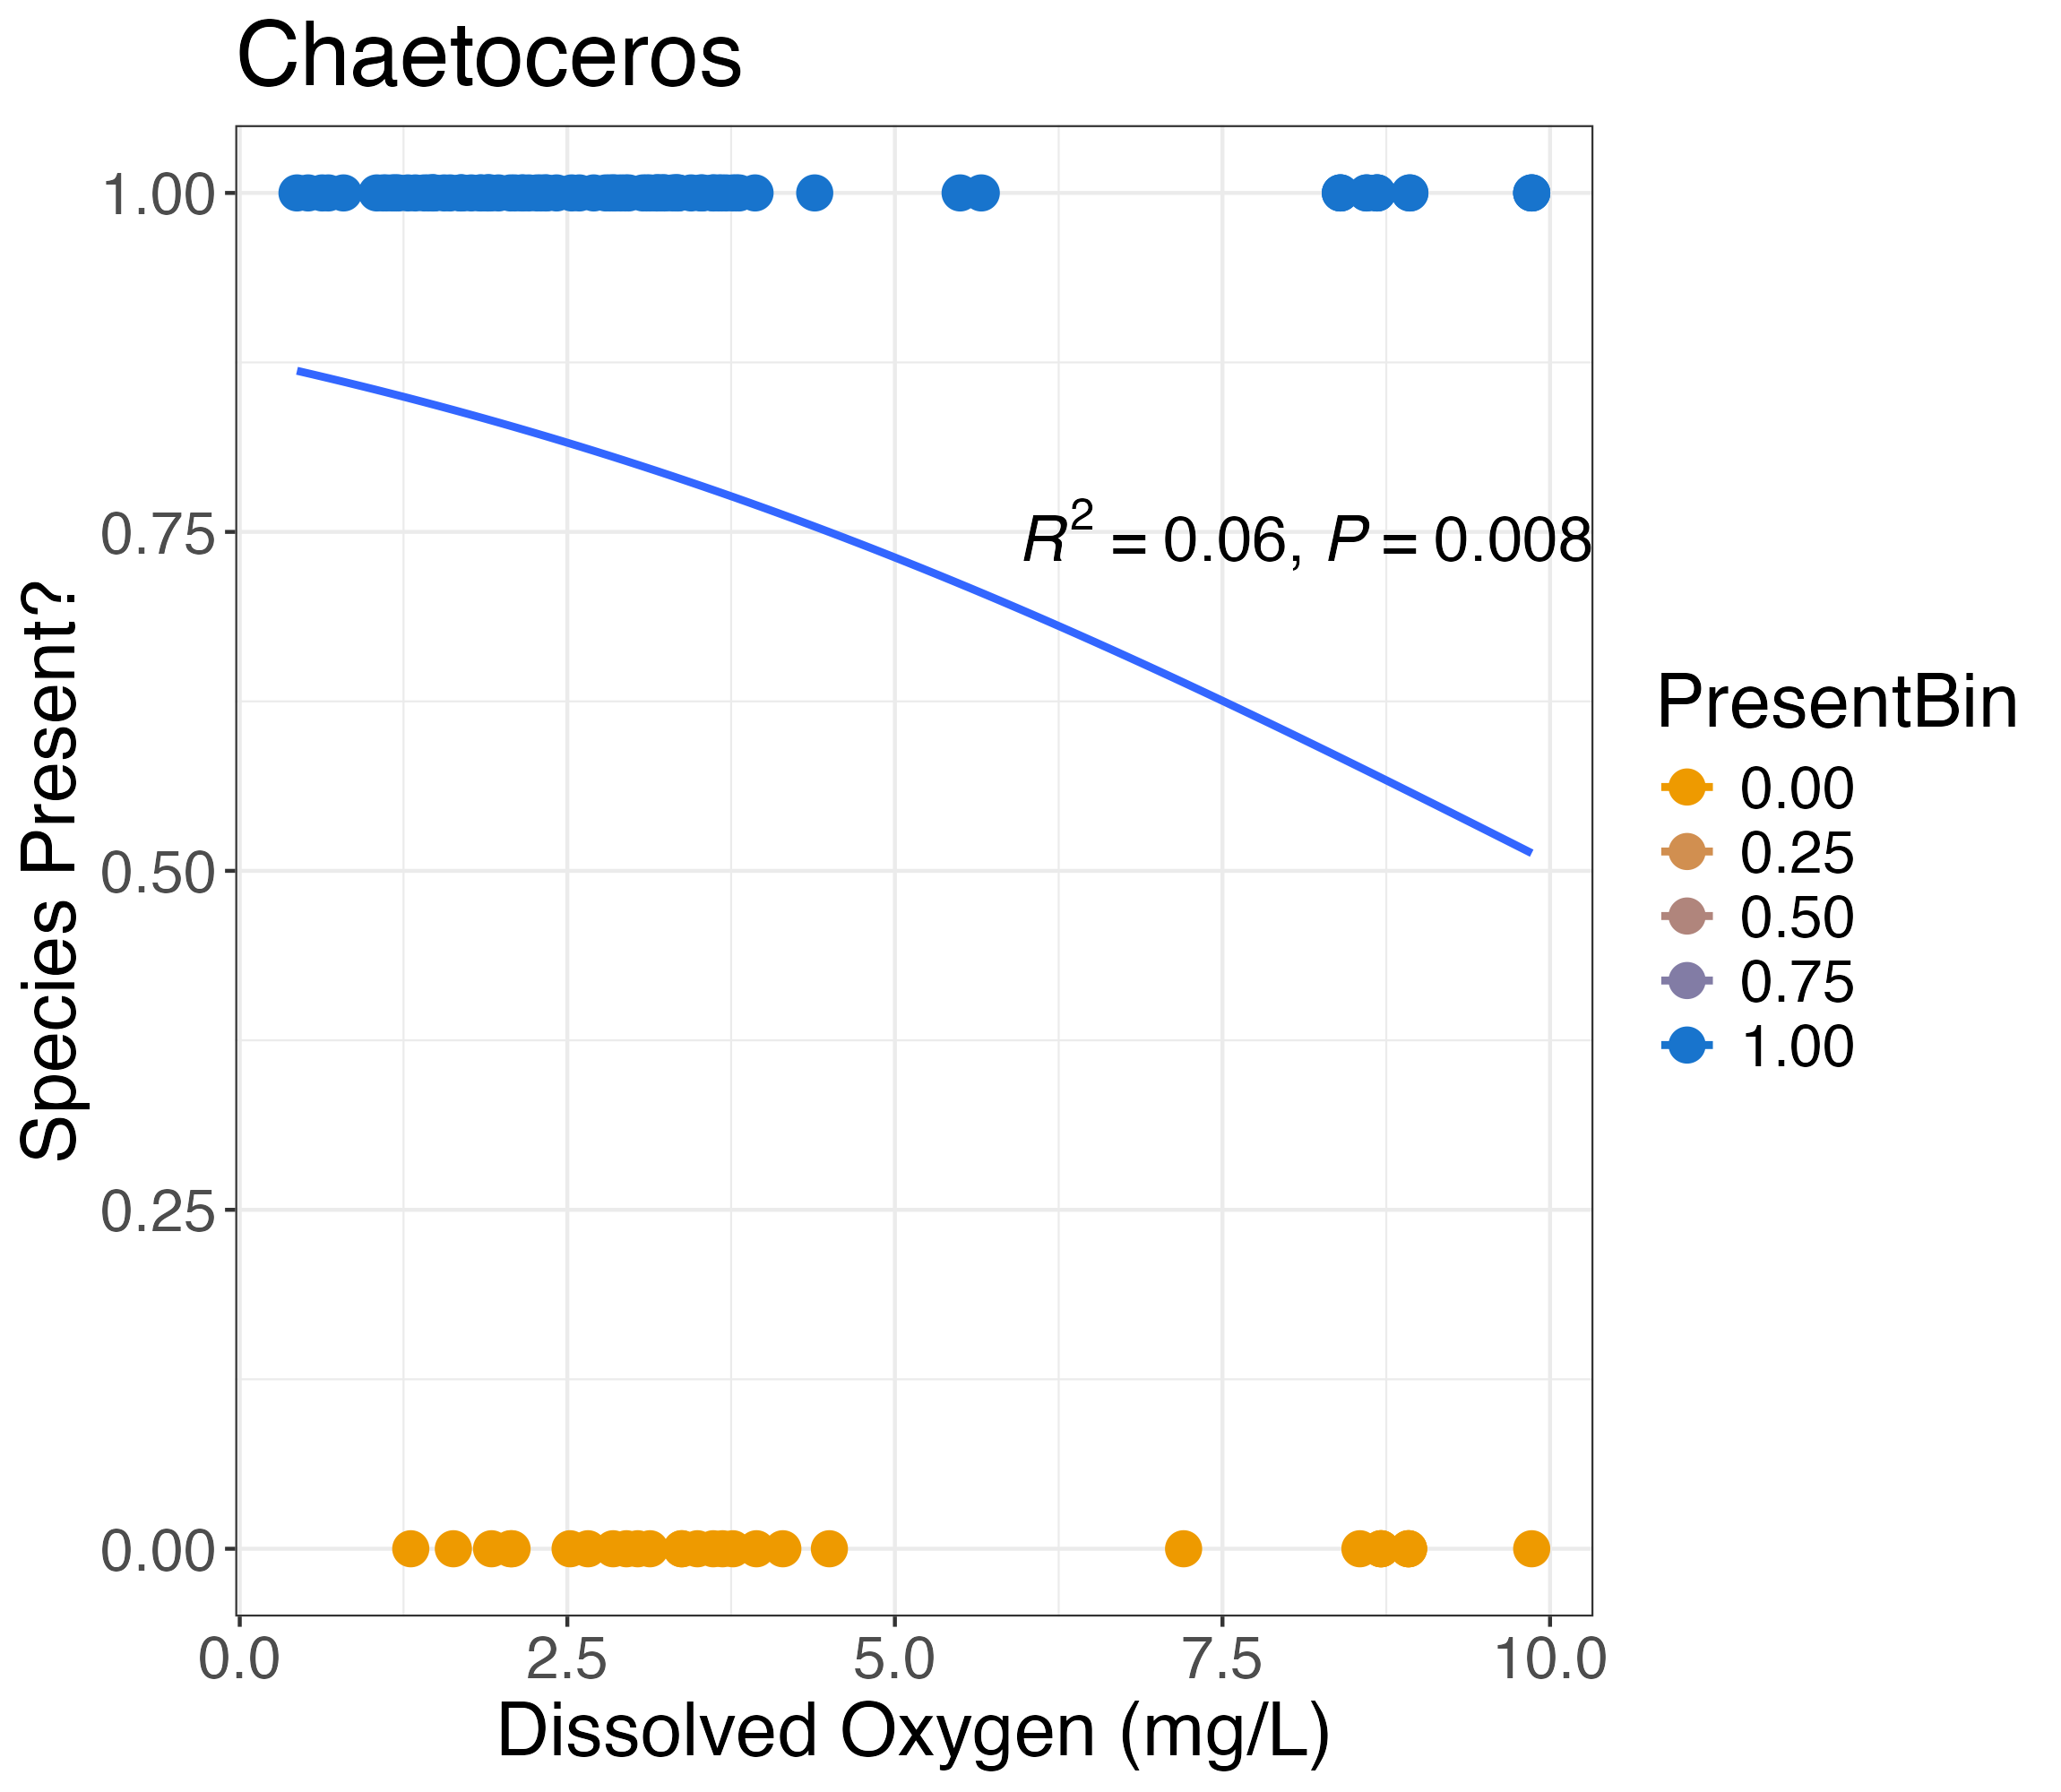 Chaetoceros
Species Present?
1.00
0.75
0.50
0.25
0.00
R² = 0.06, P = 0.008
0.0 2.5 5.0 7.5 10.0
Dissolved Oxygen (mg/L)
PresentBin
0.00
0.25
0.50
0.75
1.00